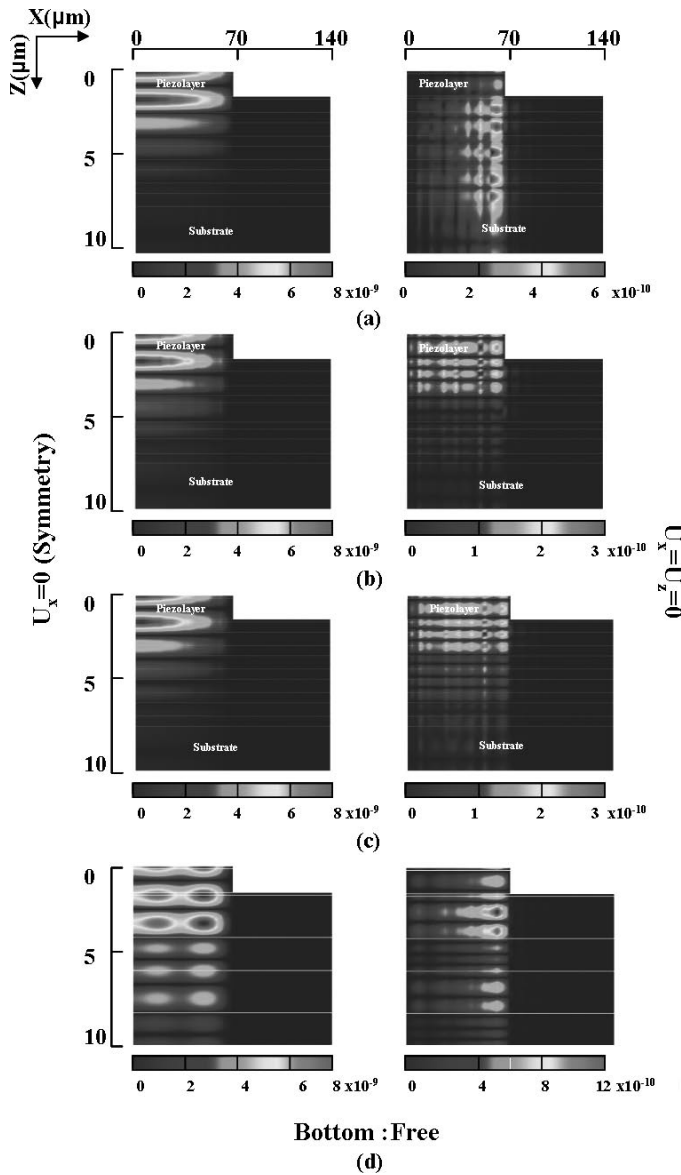 X(μm)
0 70 140 0 70 140
Z(μm)
0
5
10
Piezolayer
Substrate
Piezolayer
Substrate
0 2 4 6 8 x10-9
0 2 4 6 x10-10
(a)
0
5
10
Piezolayer
Substrate
Piezolayer
Substrate
0 2 4 6 8 x10-9
0 1 2 3 x10-10
(b)
Ux=0 (Symmetry)
Ux=Uz=0
0
5
10
Piezolayer
Substrate
Piezolayer
Substrate
0 2 4 6 8 x10-9
0 1 2 3 x10-10
(c)
0
5
10
0 2 4 6 8 x10-9
0 4 8 12 x10-10
Bottom :Free
(d)